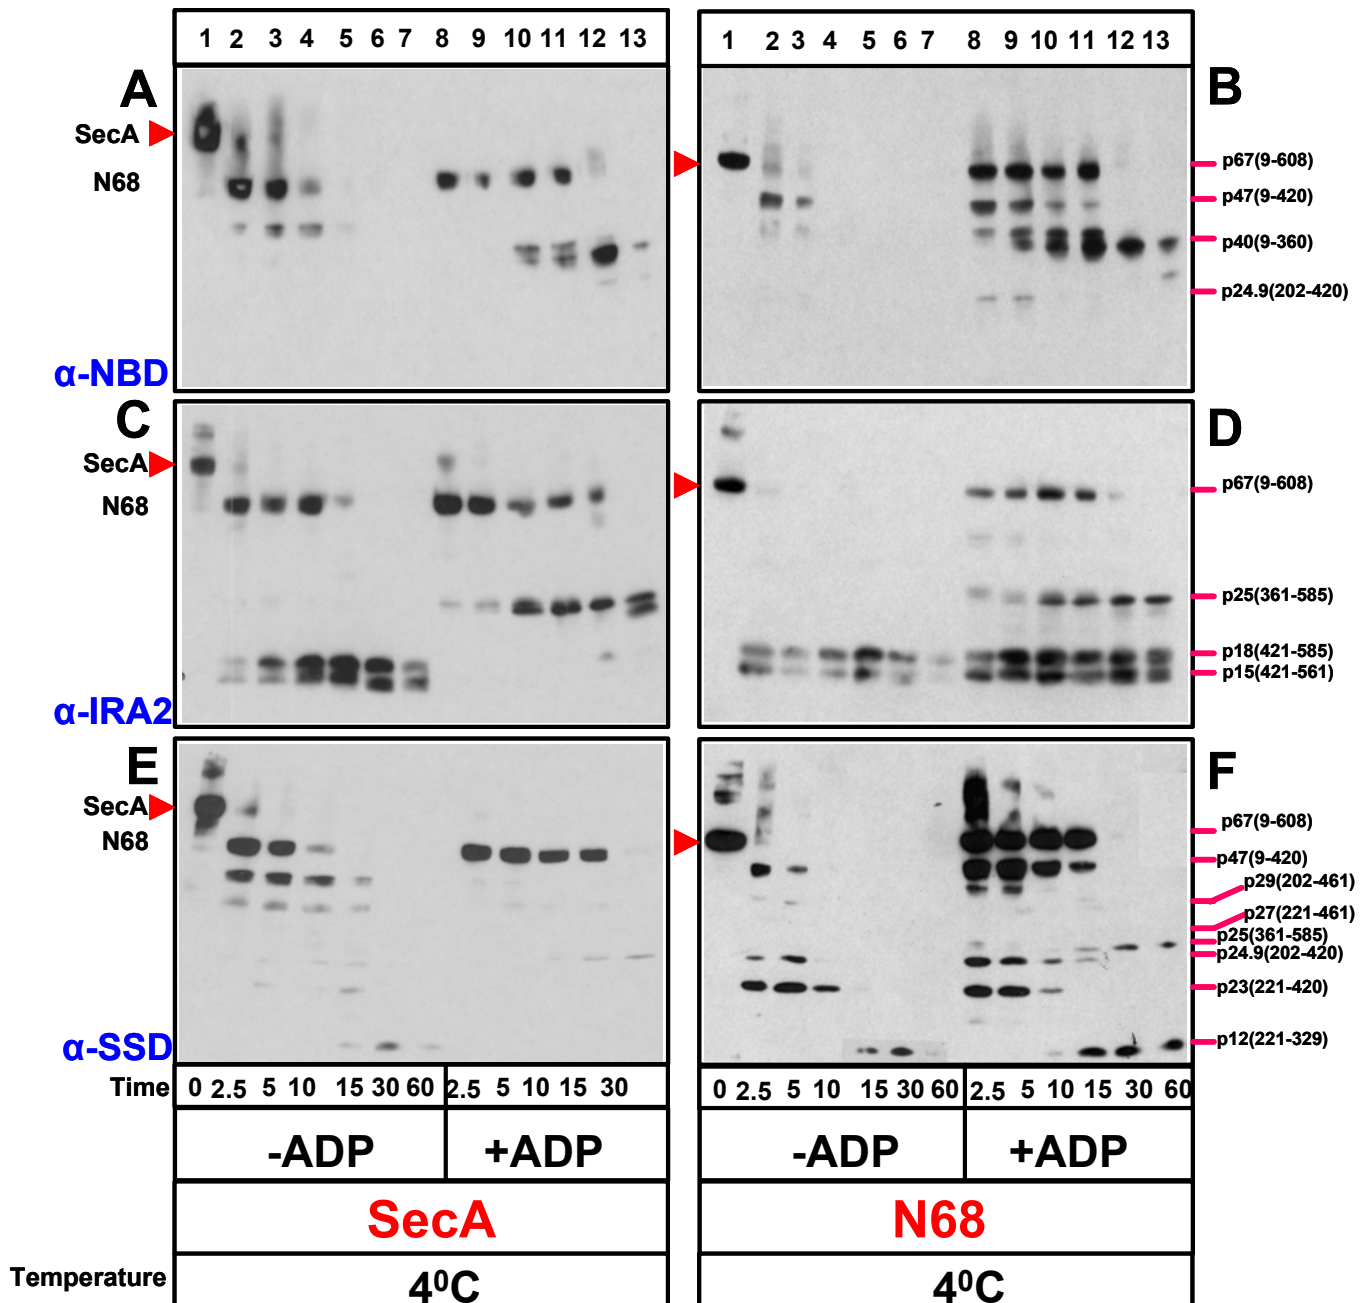 1 2 3 4 5 6 7 8 9 10 11 12 13
1 2 3 4 5 6 7 8 9 10 11 12 13
A
SecA
N68
α-NBD
B
p67(9-608)
p47(9-420)
p40(9-360)
p24.9(202-420)
C
SecA
N68
α-IRA2
D
p67(9-608)
p25(361-585)
p18(421-585)
p15(421-561)
E
SecA
N68
α-SSD
F
p67(9-608)
p47(9-420)
p29(202-461)
p27(221-461)
p25(361-585)
p24.9(202-420)
p23(221-420)
p12(221-329)
Time 0 2.5 5 10 15 30 60 2.5 5 10 15 30
0 2.5 5 10 15 30 60 2.5 5 10 15 30 60
-ADP +ADP
-ADP +ADP
SecA
N68
Temperature 4⁰C
4⁰C